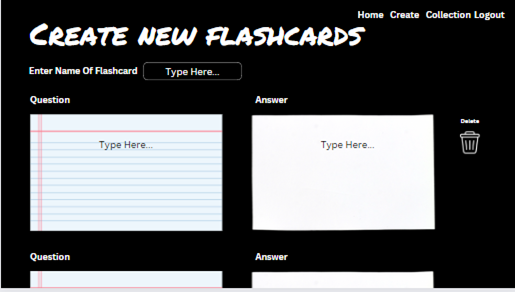 Home Create Collection Logout
Create new flashcards
Enter Name Of Flashcard Type Here...
Question Answer
Delete
Type Here... Type Here...
Question Answer